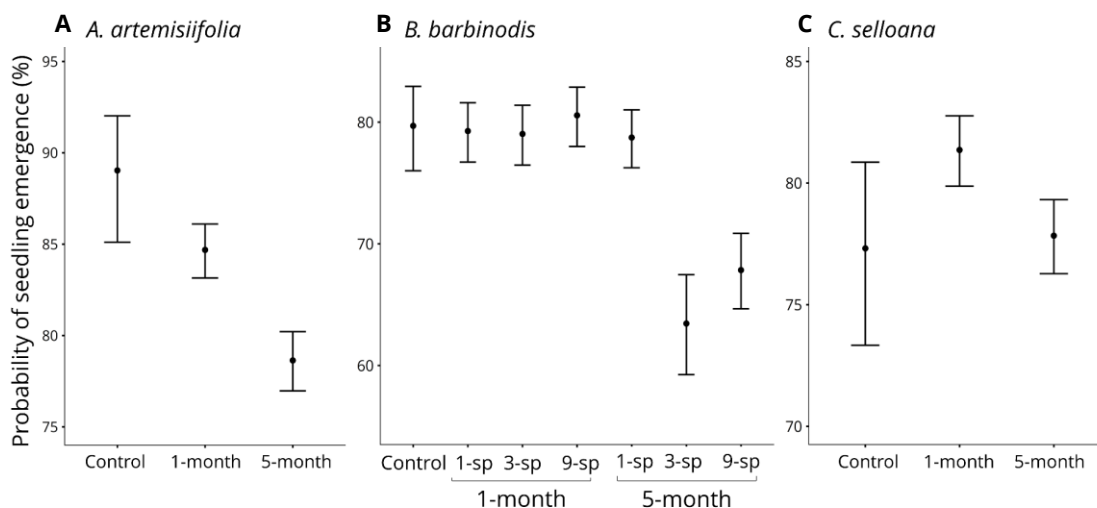 A A. artemisiifolia
Probability of seedling emergence (%)
95
90
85
80
75
Control 1-month 5-month
B B. barbinodis
80
70
60
Control 1-sp 3-sp 9-sp 1-sp 3-sp 9-sp
1-month 5-month
C C. selloana
85
80
75
70
Control 1-month 5-month